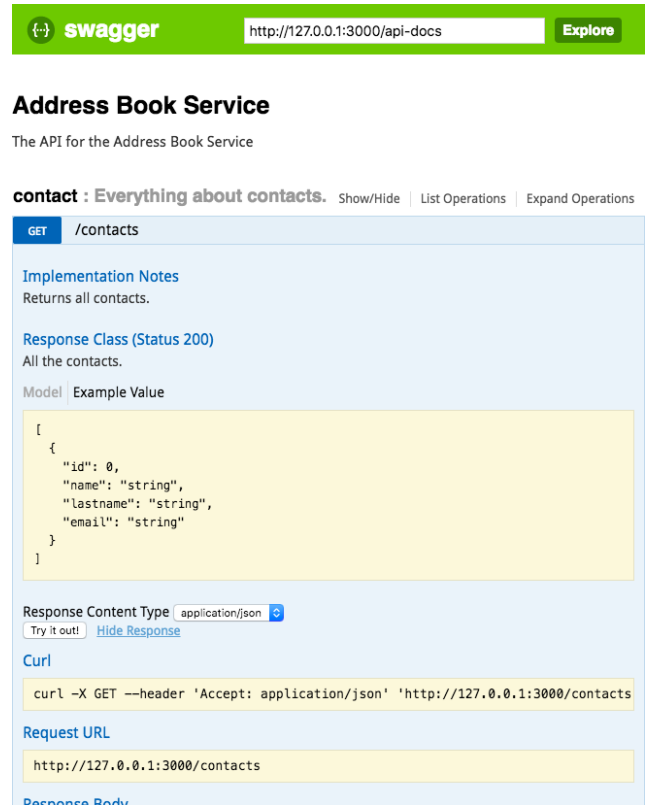 {···} swagger http://127.0.0.1:3000/api-docs Explore
Address Book Service
The API for the Address Book Service
contact : Everything about contacts. Show/Hide List Operations Expand Operations
GET /contacts
Implementation Notes
Returns all contacts.
Response Class (Status 200)
All the contacts.
Model Example Value
[
  {
    "id": 0,
    "name": "string",
    "lastname": "string",
    "email": "string"
  }
]
Response Content Type application/json
Try it out! Hide Response
Curl
curl -X GET --header 'Accept: application/json' 'http://127.0.0.1:3000/contacts
Request URL
http://127.0.0.1:3000/contacts
Response Body